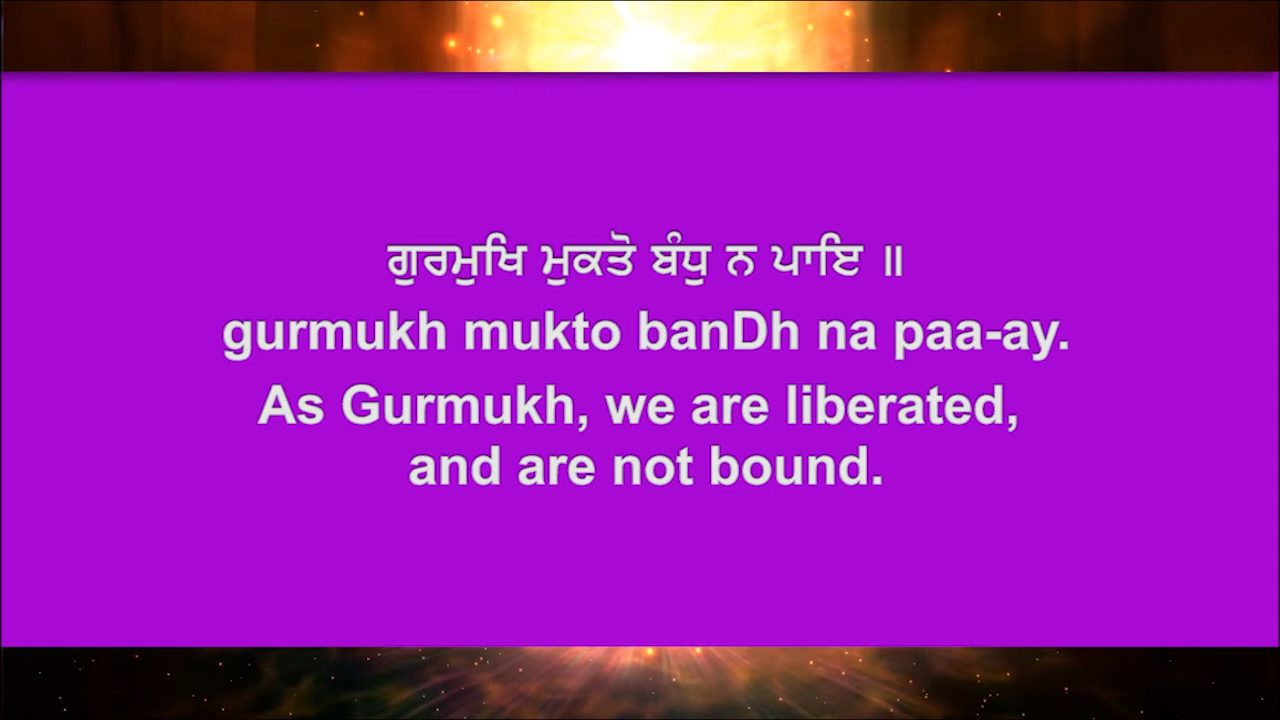 ਗੁਰਮੁਖਿ ਮੁਕਤੋ ਬੰਧੁ ਨ ਪਾਇ ॥
gurmukh mukto banDh na paa-ay.
As Gurmukh, we are liberated,
and are not bound.